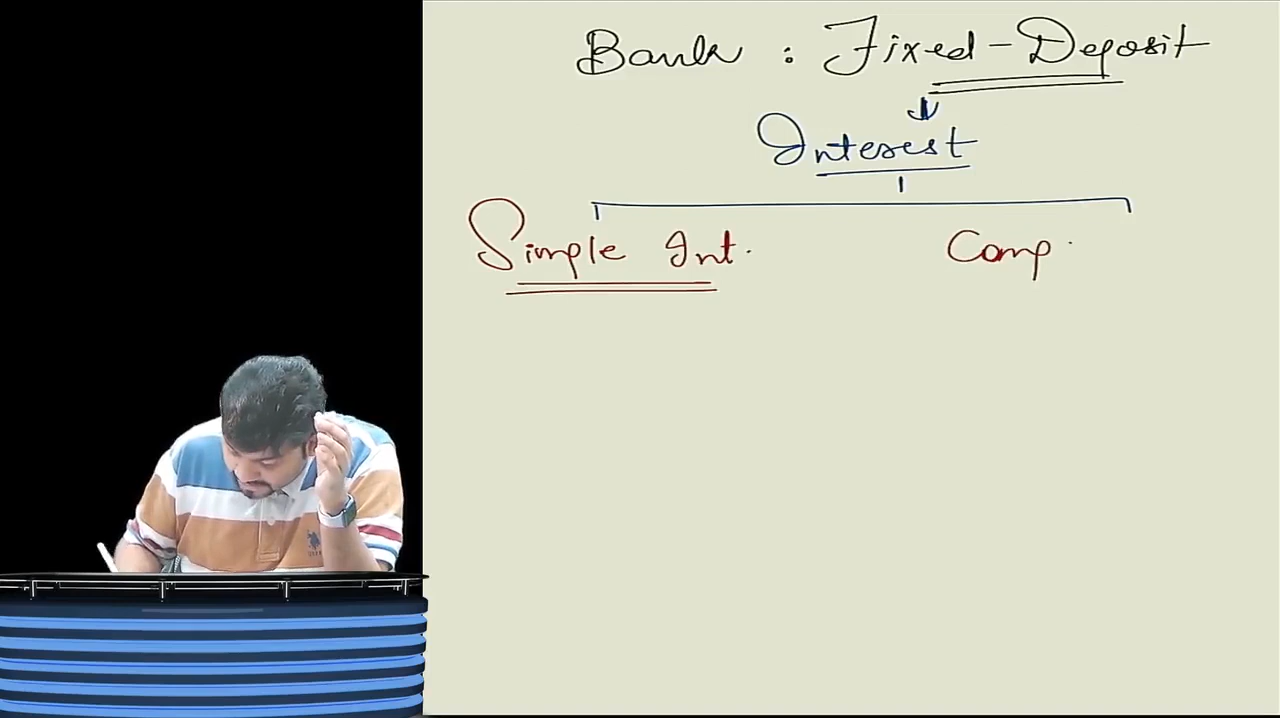 Bank : Fixed-Deposit
Interest
Simple Int. Comp.